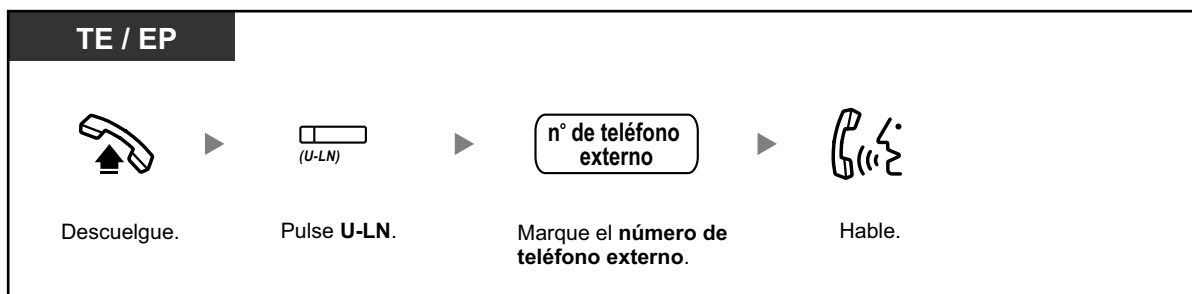 TE / EP
(U-LN)
n° de teléfono
externo
Descuelgue.
Pulse U-LN.
Marque el número de
teléfono externo.
Hable.